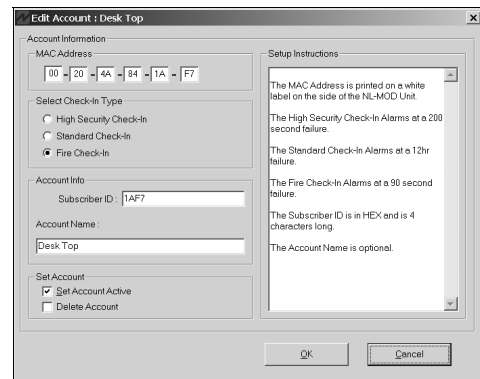 Edit Account : Desk Top
Account Information
MAC Address
00 - 20 - 4A - 84 - 1A - F7
Select Check-In Type
High Security Check-In
Standard Check-In
Fire Check-In
Account Info
Subscriber ID : 1AF7
Account Name :
Desk Top
Set Account
Set Account Active
Delete Account
Setup Instructions
The MAC Address is printed on a white
label on the side of the NL-MOD Unit.
The High Security Check-In Alarms at a 200
second failure.
The Standard Check-In Alarms at a 12hr
failure.
The Fire Check-In Alarms at a 90 second
failure.
The Subscriber ID is in HEX and is 4
characters long.
The Account Name is optional.
OK
Cancel